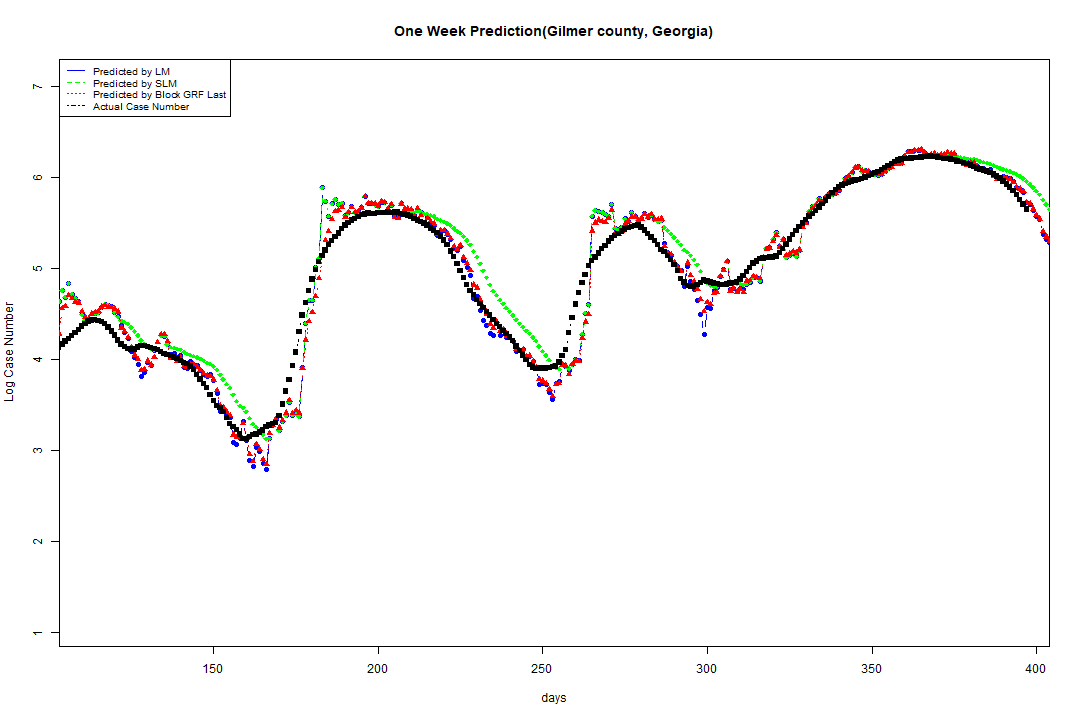 One Week Prediction(Gilmer county, Georgia)
Predicted by LM
Predicted by SLM
Predicted by Block GRF Last
Actual Case Number
Log Case Number
7
6
5
4
3
2
1
150 200 250 300 350 400
days